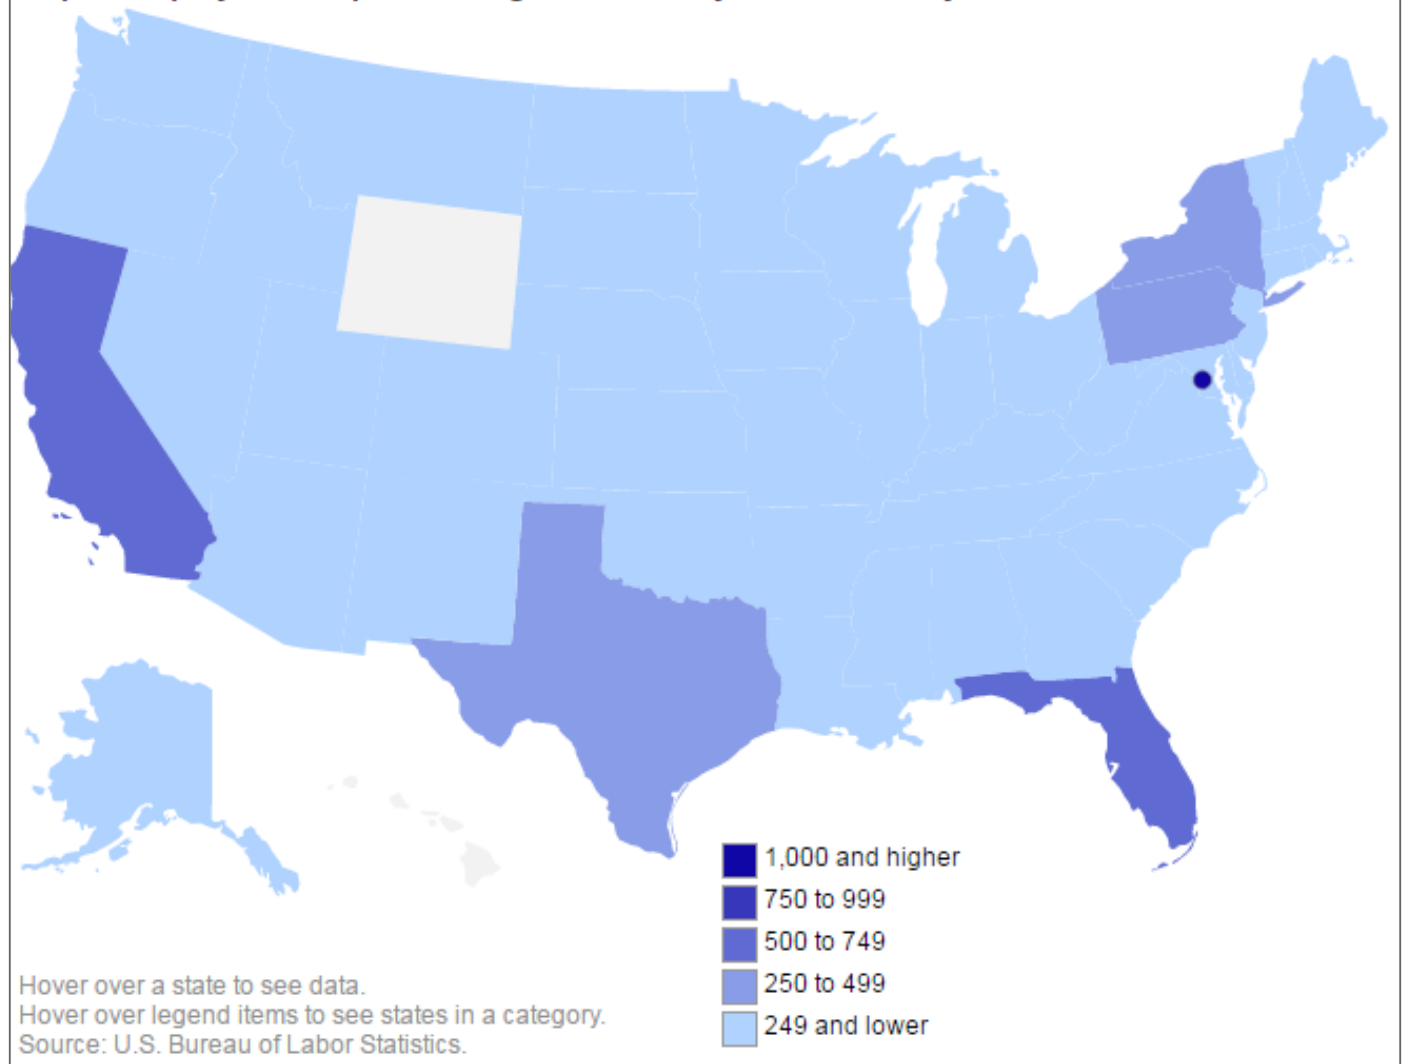 1,000 and higher
750 to 999
500 to 749
250 to 499
249 and lower
Hover over a state to see data.
Hover over legend items to see states in a category.
Source: U.S. Bureau of Labor Statistics.